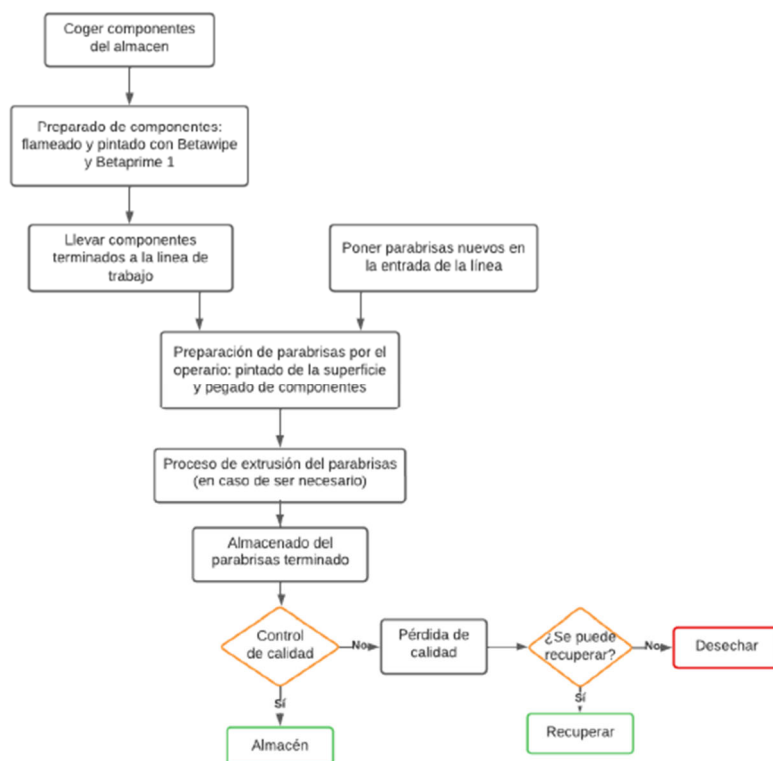 Coger componentes
del almacen
Preparado de componentes:
flameado y pintado con Betawipe
y Betaprime 1
Llevar componentes
terminados a la linea de
trabajo
Poner parabrisas nuevos en
la entrada de la línea
Preparación de parabrisas por el
operario: pintado de la superficie
y pegado de componentes
Proceso de extrusión del parabrisas
(en caso de ser necesario)
Almacenado del
parabrisas terminado
Control
de calidad
No
Pérdida de
calidad
¿Se puede
recuperar?
No
Desechar
Sí
Almacén
Sí
Recuperar